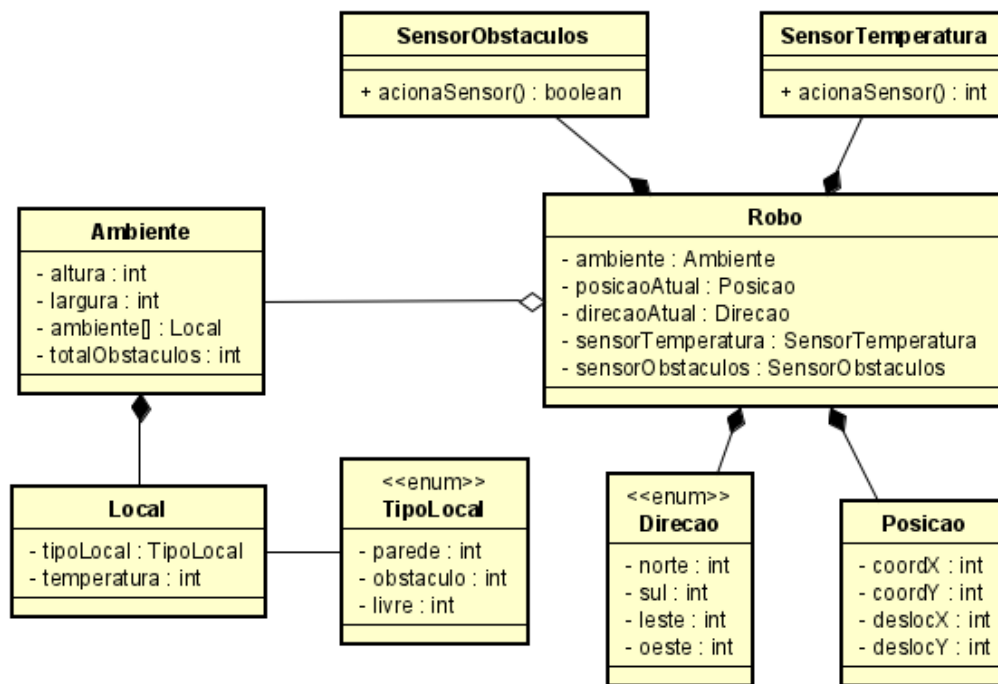 SensorObstaculos
+ acionaSensor() : boolean
SensorTemperatura
+ acionaSensor() : int
Ambiente
- altura : int
- largura : int
- ambiente[] : Local
- totalObstaculos : int
Robo
- ambiente : Ambiente
- posicaoAtual : Posicao
- direcaoAtual : Direcao
- sensorTemperatura : SensorTemperatura
- sensorObstaculos : SensorObstaculos
Local
- tipoLocal : TipoLocal
- temperatura : int
<<enum>>
TipoLocal
- parede : int
- obstaculo : int
- livre : int
<<enum>>
Direcao
- norte : int
- sul : int
- leste : int
- oeste : int
Posicao
- coordX : int
- coordY : int
- deslocX : int
- deslocY : int